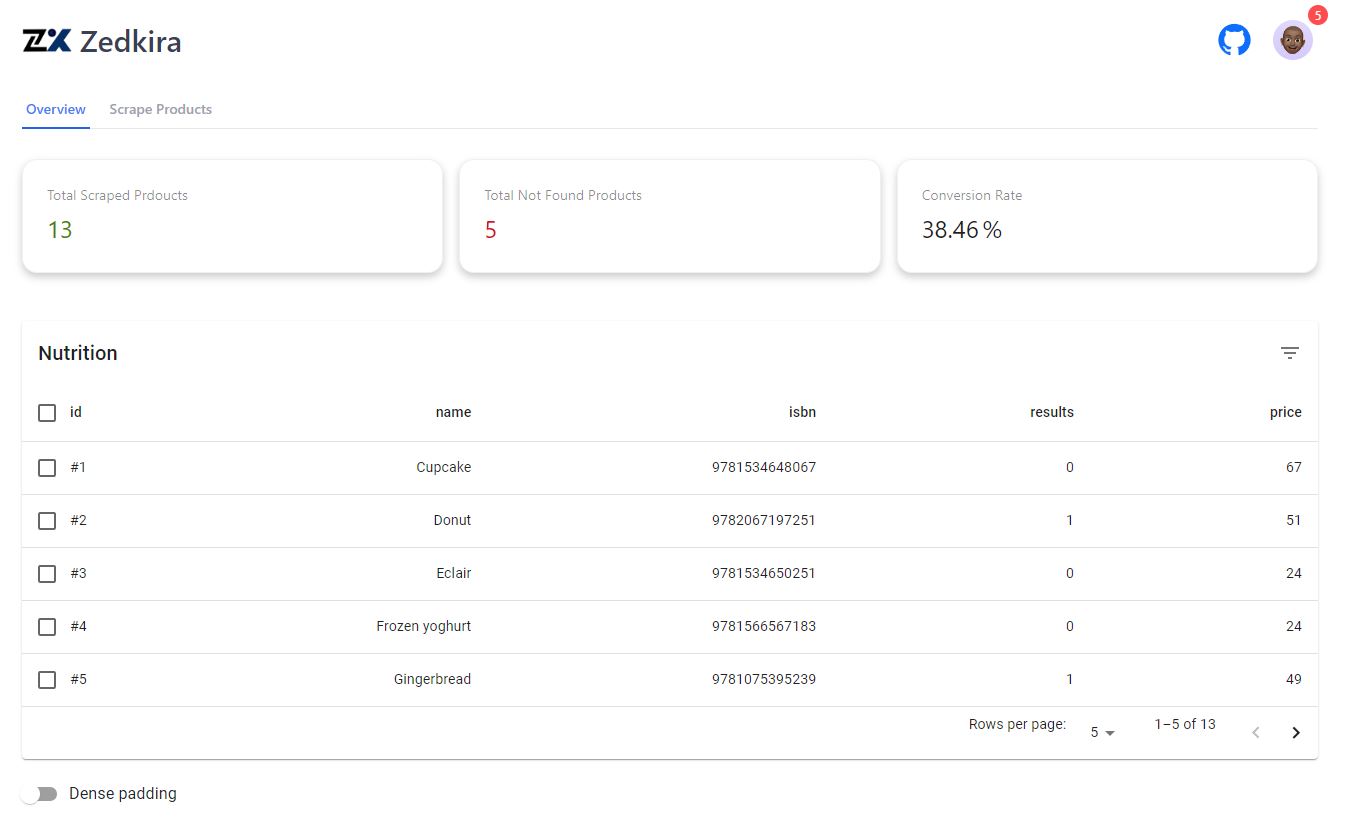 ZX Zedkira
5
Overview Scrape Products
Total Scraped Prdoucts Total Not Found Products Conversion Rate
13 5 38.46 %
Nutrition
id name isbn results price
#1 Cupcake 9781534648067 0 67
#2 Donut 9782067197251 1 51
#3 Eclair 9781534650251 0 24
#4 Frozen yoghurt 9781566567183 0 24
#5 Gingerbread 9781075395239 1 49
Rows per page: 5 1–5 of 13
Dense padding